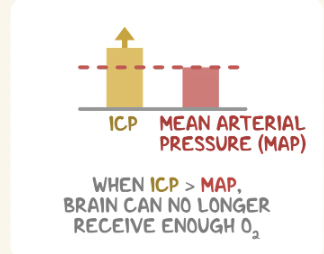 ICP
MEAN ARTERIAL
PRESSURE (MAP)
WHEN ICP > MAP,
BRAIN CAN NO LONGER
RECEIVE ENOUGH O₂